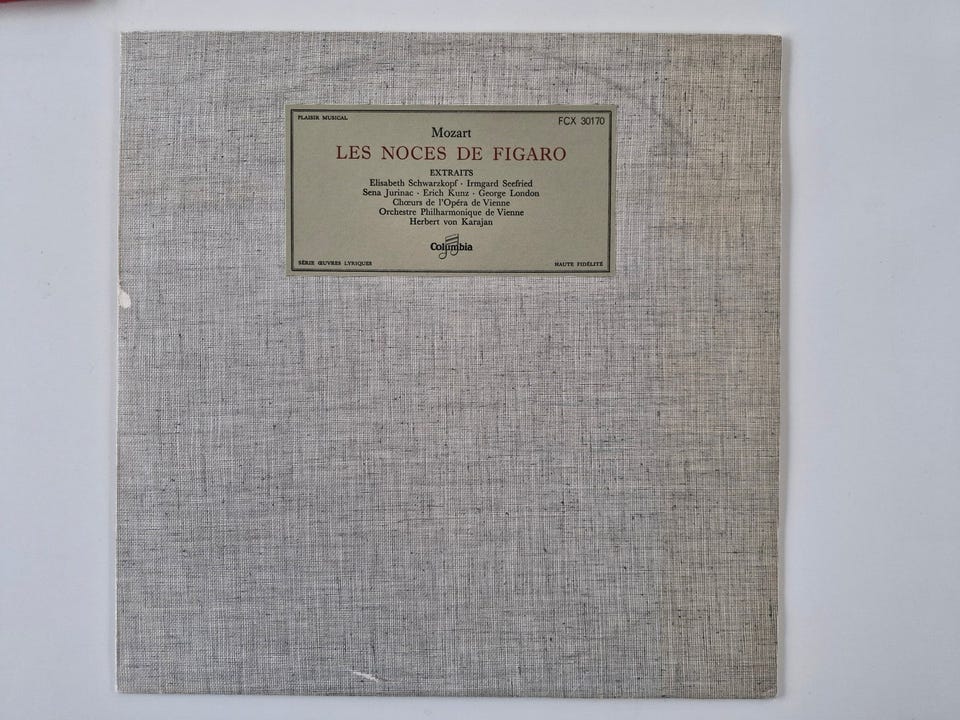 PLAISIR MUSICAL
FCX 30170
Mozart
LES NOCES DE FIGARO
EXTRAITS
Elisabeth Schwarzkopf · Irmgard Seefried
Sena Jurinac · Erich Kunz · George London
Chœurs de l'Opéra de Vienne
Orchestre Philharmonique de Vienne
Herbert von Karajan
Columbia
SÉRIE ŒUVRES LYRIQUES
HAUTE FIDÉLITÉ